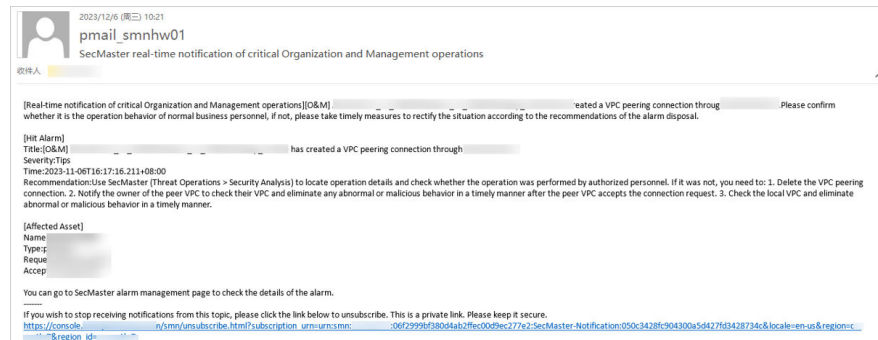 2023/12/6 (周三) 10:21
pmail_smnhw01
SecMaster real-time notification of critical Organization and Management operations
收件人
[Real-time notification of critical Organization and Management operations][O&M] reated a VPC peering connection throug .Please confirm
whether it is the operation behavior of normal business personnel, if not, please take timely measures to rectify the situation according to the recommendations of the alarm disposal.
[Hit Alarm]
Title:[O&M] has created a VPC peering connection through
Severity:Tips
Time:2023-11-06T16:17:16.211+08:00
Recommendation:Use SecMaster (Threat Operations > Security Analysis) to locate operation details and check whether the operation was performed by authorized personnel. If it was not, you need to: 1. Delete the VPC peering
connection. 2. Notify the owner of the peer VPC to check their VPC and eliminate any abnormal or malicious behavior in a timely manner after the peer VPC accepts the connection request. 3. Check the local VPC and eliminate
abnormal or malicious behavior in a timely manner.
[Affected Asset]
Name
Type:p
Reque
Accep
You can go to SecMaster alarm management page to check the details of the alarm.
-------
If you wish to stop receiving notifications from this topic, please click the link below to unsubscribe. This is a private link. Please keep it secure.
https://console. n/smn/unsubscribe.html?subscription_urn=urn:smn: :06f2999bf380d4ab2ffec00d9ec277e2:SecMaster-Notification:050c3428fc904300a5d427fd3428734c&locale=en-us&region=c
&region_id=